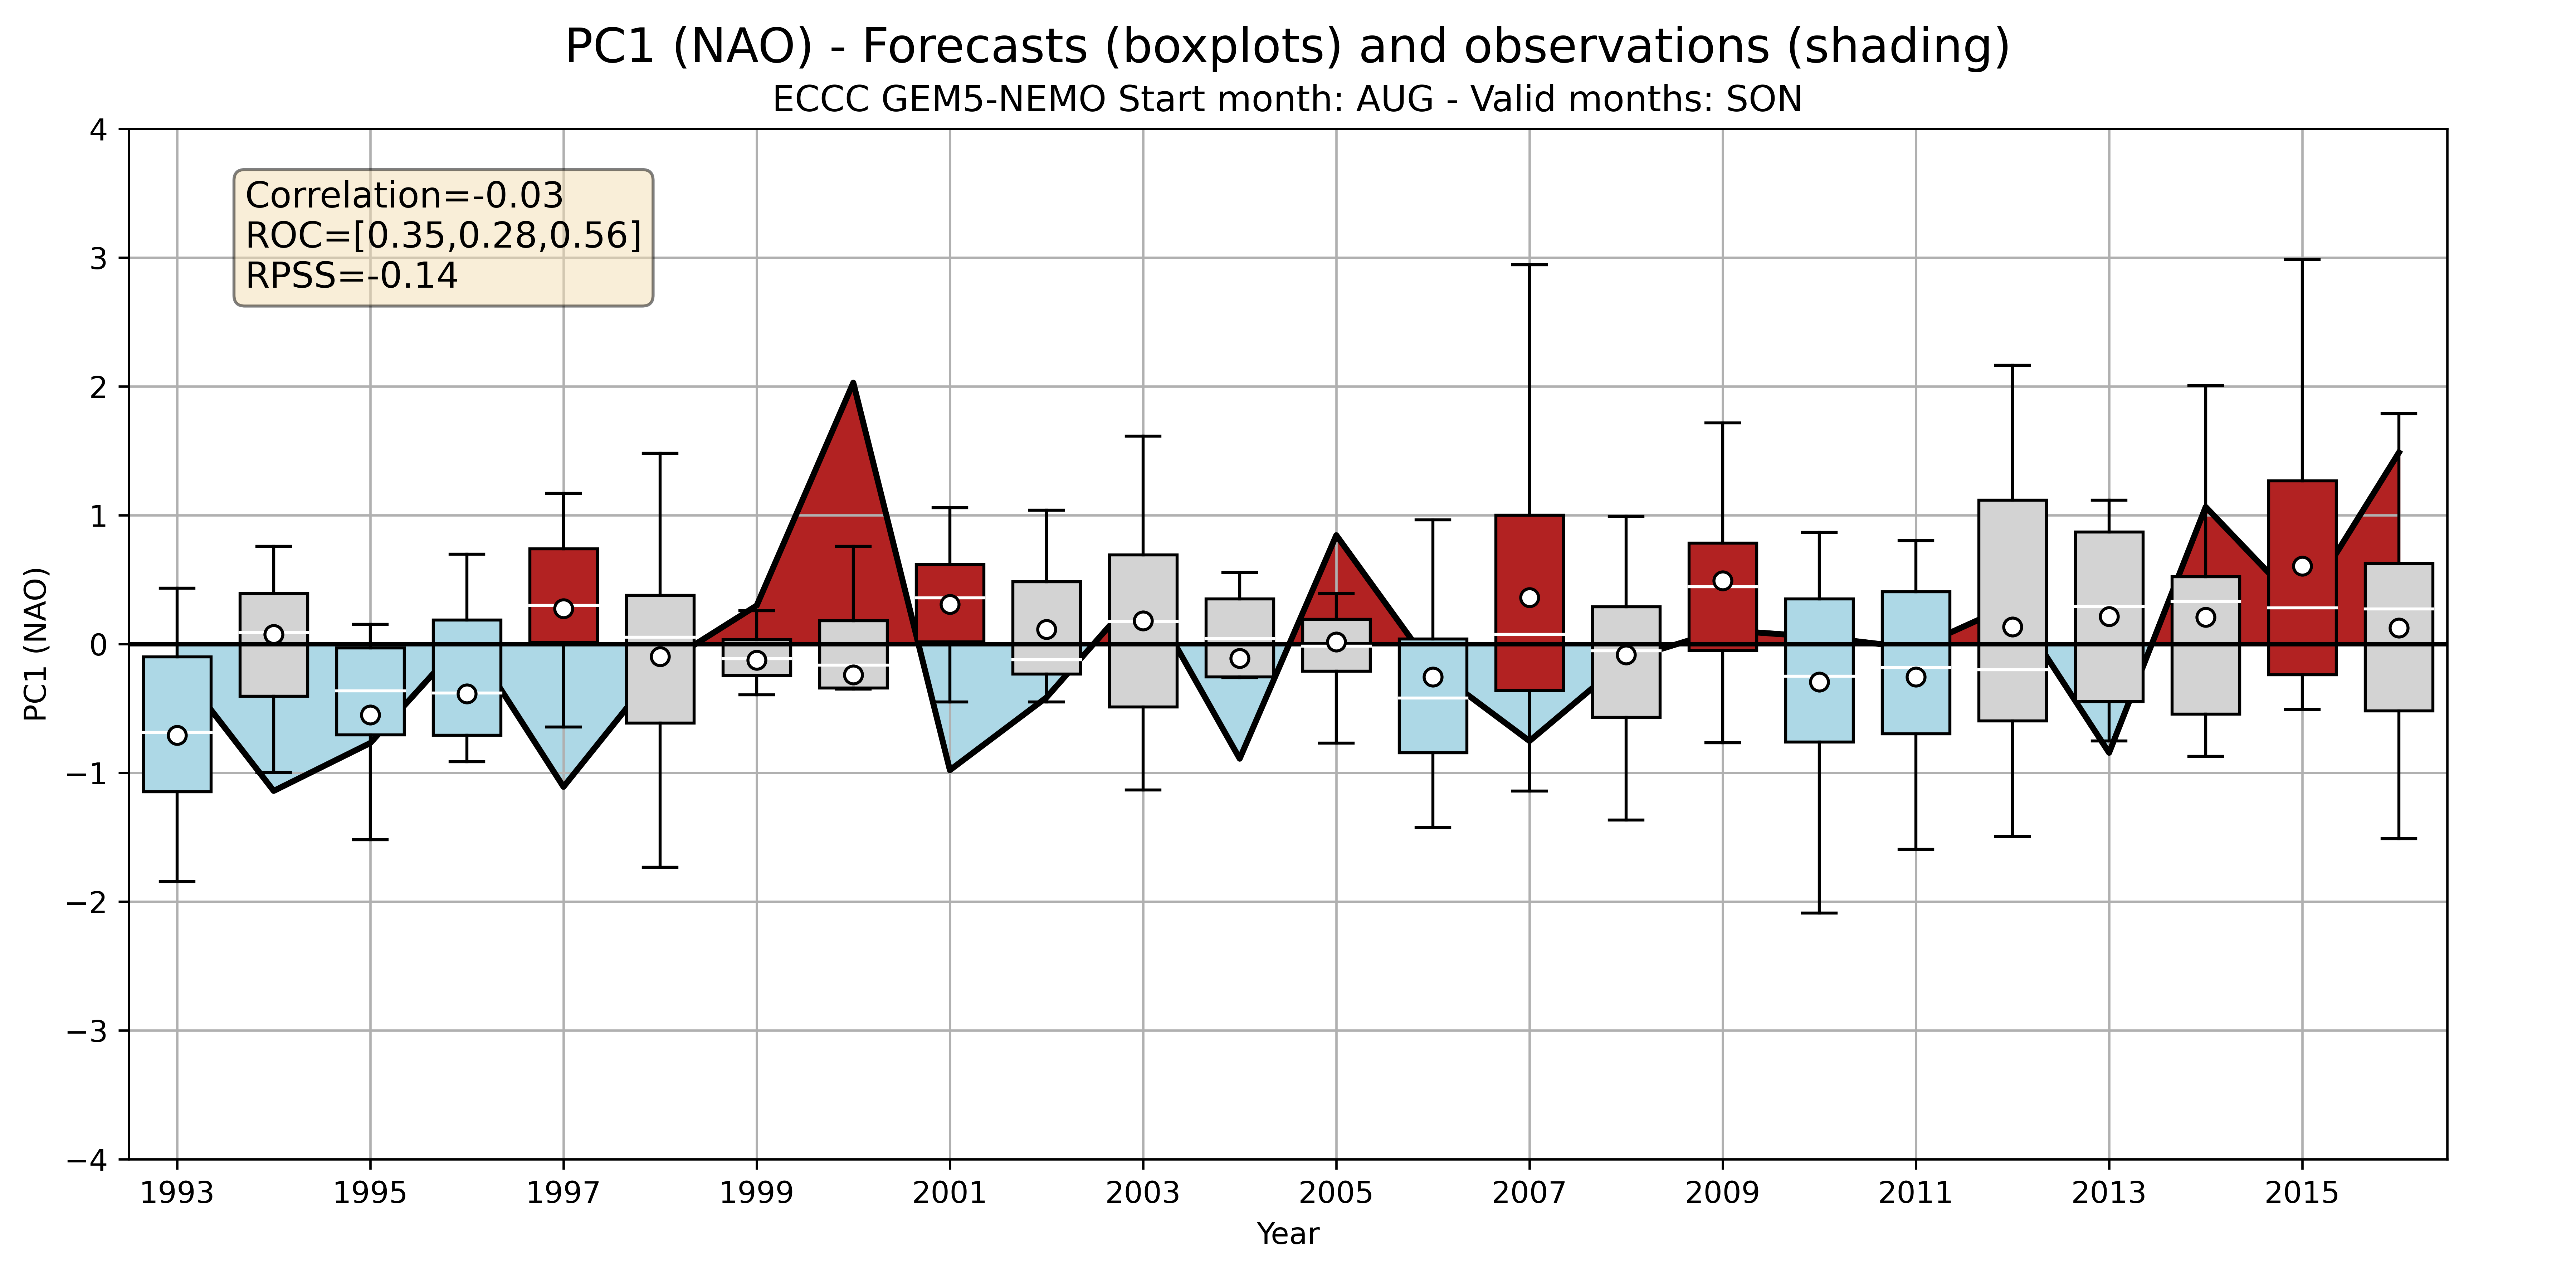 PC1 (NAO) - Forecasts (boxplots) and observations (shading)
ECCC GEM5-NEMO Start month: AUG - Valid months: SON
Correlation=-0.03
ROC=[0.35,0.28,0.56]
RPSS=-0.14
PC1 (NAO)
4
3
2
1
0
−1
−2
−3
−4
1993 1995 1997 1999 2001 2003 2005 2007 2009 2011 2013 2015
Year